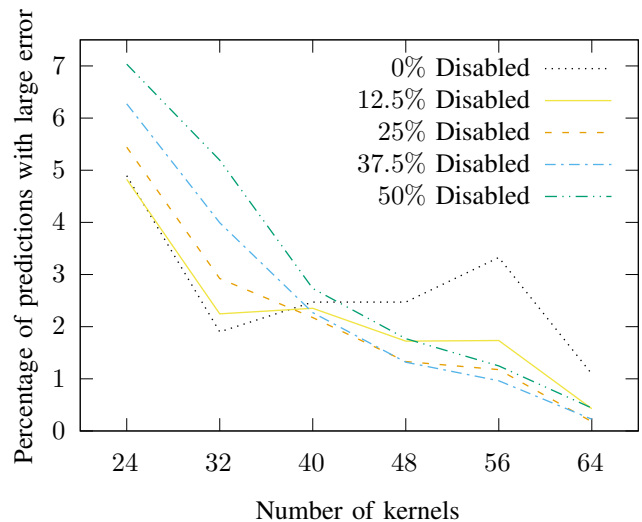 Percentage of predictions with large error
7
6
5
4
3
2
1
0
0% Disabled
12.5% Disabled
25% Disabled
37.5% Disabled
50% Disabled
24 32 40 48 56 64
Number of kernels